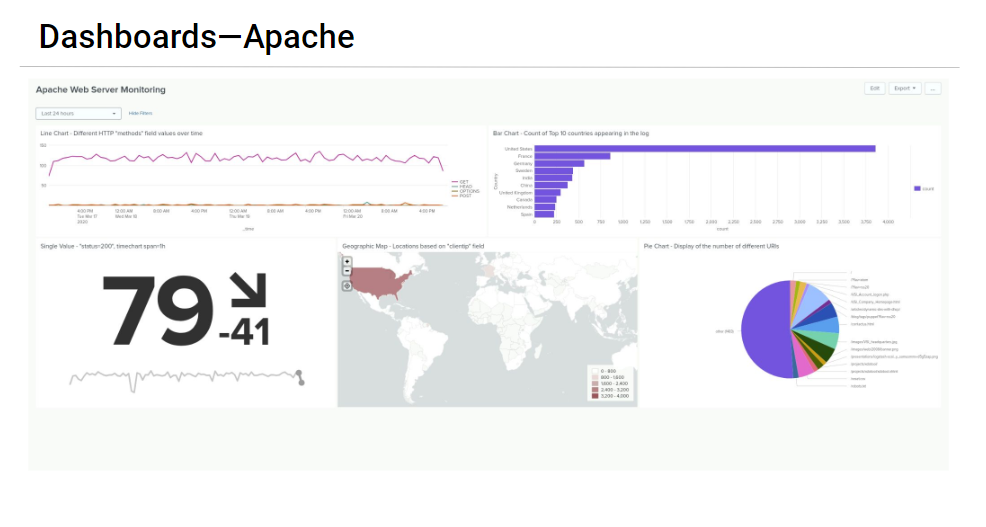 Dashboards—Apache
Apache Web Server Monitoring
Edit
Export
...
Last 24 hours
Hide Filters
Line Chart - Different HTTP "methods" field values over time
GET
HEAD
OPTIONS
POST
4:00 PM
Tue Mar 17
2020
12:00 AM
Wed Mar 18
8:00 AM
4:00 PM
12:00 AM
Thu Mar 19
8:00 AM
4:00 PM
12:00 AM
Fri Mar 20
8:00 AM
4:00 PM
_time
Bar Chart - Count of Top 10 countries appearing in the log
Country
United States
France
Germany
Sweden
India
China
United Kingdom
Canada
Netherlands
Spain
0 250 500 750 1,000 1,250 1,500 1,750 2,000 2,250 2,500 2,750 3,000 3,250 3,500 3,750 4,000
count
count
Single Value - "status=200", timechart span=1h
79
-41
Geographic Map - Locations based on "clientip" field
+
−
0 - 800
800 - 1,600
1,600 - 2,400
2,400 - 3,200
3,200 - 4,000
Pie Chart - Display of the number of different URIs